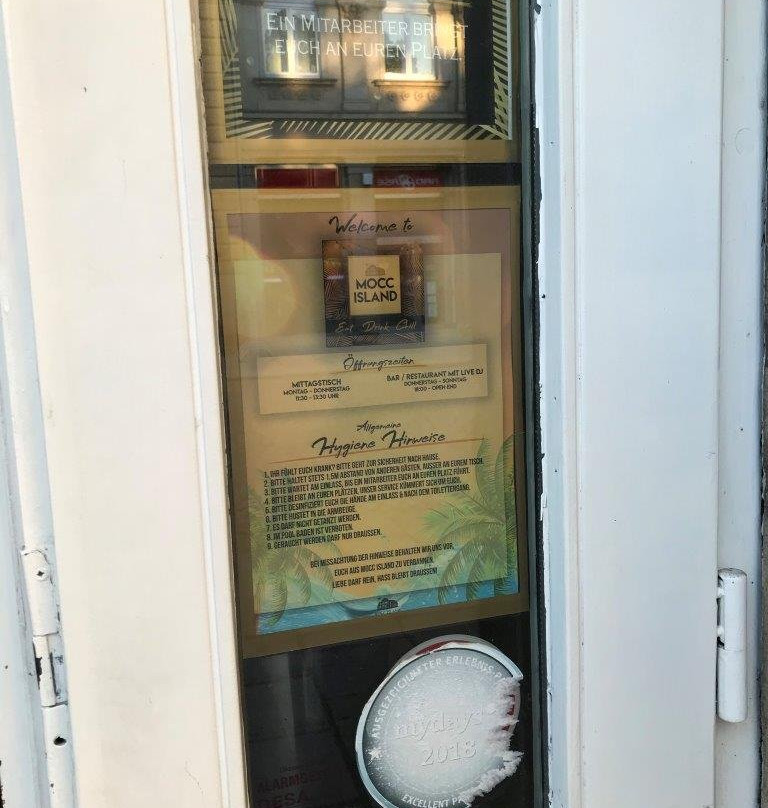 EIN MITARBEITER BRINGT
EUCH AN EUREN PLATZ.
Welcome to
MOCC
ISLAND
Eat Drink Chill
Öffnungszeiten
MITTAGSTISCH
MONTAG - DONNERSTAG
11:30 - 13:30 UHR
BAR / RESTAURANT MIT LIVE DJ
DONNERSTAG - SONNTAG
18:00 - OPEN END
Allgemeine
Hygiene Hinweise
1. IHR FÜHLT EUCH KRANK? BITTE GEHT ZUR SICHERHEIT NACH HAUSE.
2. BITTE HALTET STETS 1,5M ABSTAND VON ANDEREN GÄSTEN, AUSSER AN EUREM TISCH.
3. BITTE WARTET AM EINLASS, BIS EIN MITARBEITER EUCH AN EUREN PLATZ FÜHRT.
4. BITTE BLEIBT AN EUREN PLÄTZEN, UNSER SERVICE KÜMMERT SICH UM EUCH.
5. BITTE DESINFIZIERT EUCH DIE HÄNDE AM EINLASS & NACH DEM TOILETTENGANG.
6. BITTE HUSTET IN DIE ARMBEUGE.
7. ES DARF NICHT GETANZT WERDEN.
8. IM POOL BADEN IST VERBOTEN.
9. GERAUCHT WERDEN DARF NUR DRAUSSEN.
BEI MISSACHTUNG DER HINWEISE BEHALTEN WIR UNS VOR,
EUCH AUS MOCC ISLAND ZU VERBANNEN.
LIEBE DARF REIN, HASS BLEIBT DRAUSSEN!
AUSGEZEICHNETER ERLEBNIS-P
mydays
2018
EXCELLENT PA
ALARMGE